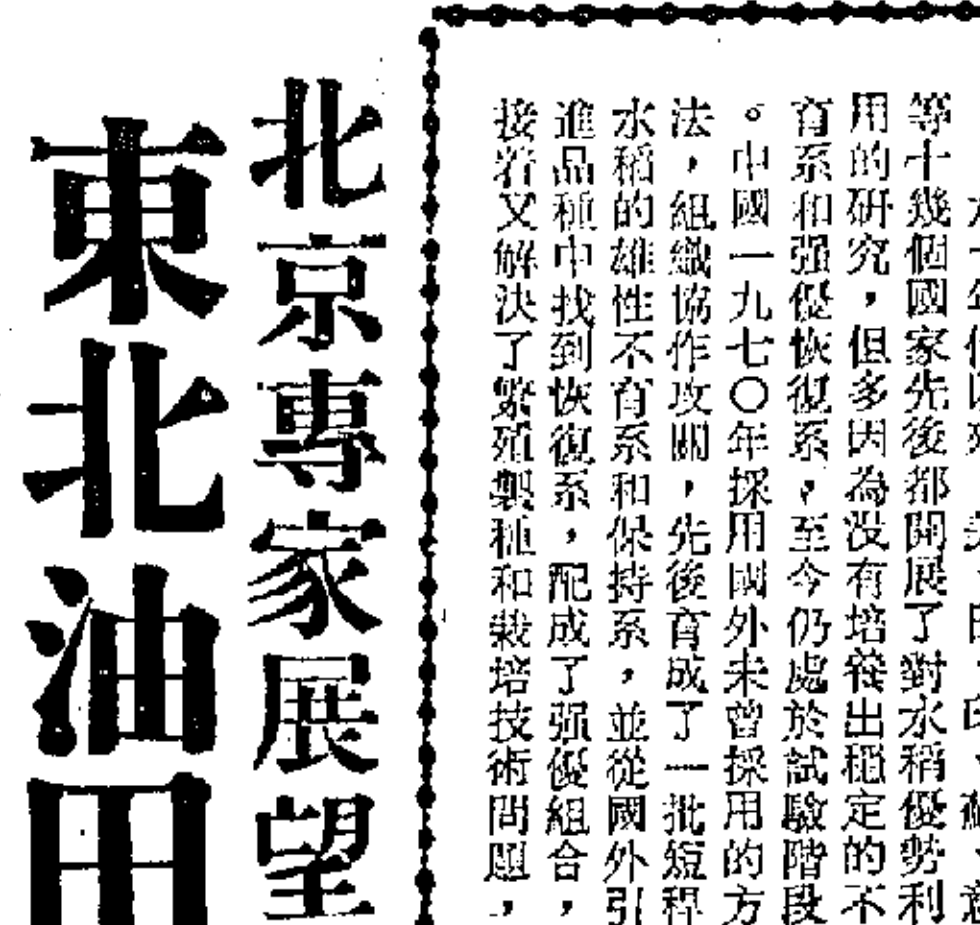 等十幾個國家先後都開展了對水稻優勢利
用的研究，但多因為没有培養出穩定的不
育系和强優恢復系，至今仍處於試驗階段
。中國一九七〇年採用國外未曾採用的方
法，組織協作攻關，先後育成了一批短稈
水稻的雄性不育系和保持系，並從國外引
進品種中找到恢復系，配成了强優組合，
接着又解決了繁殖製種和栽培技術問題，
北京專家展望
東北油田